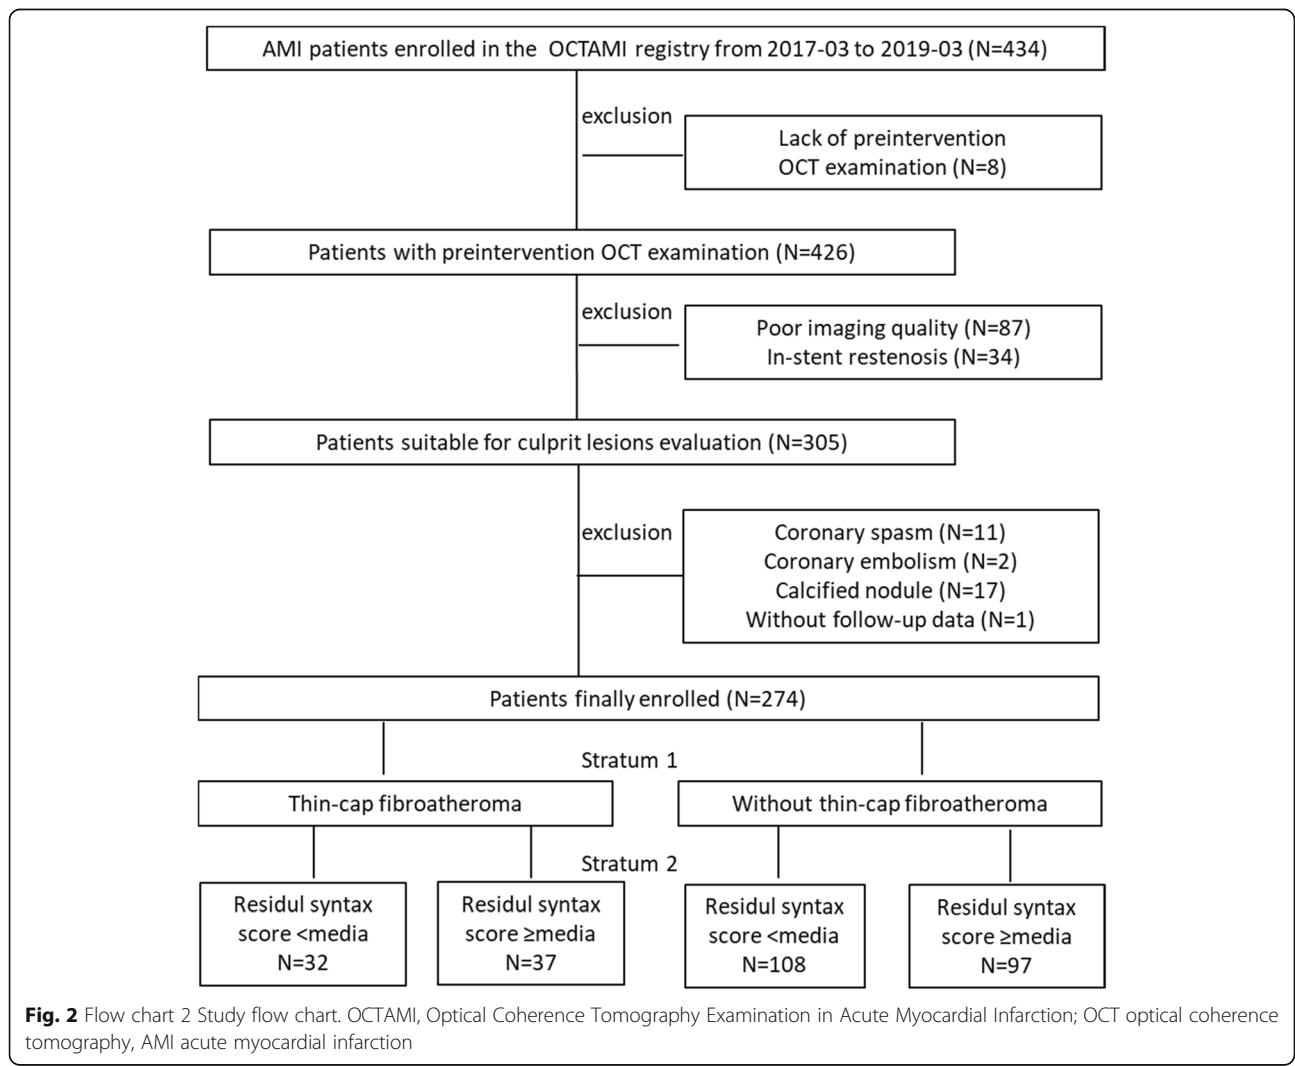 AMI patients enrolled in the OCTAMI registry from 2017-03 to 2019-03 (N=434)
exclusion
Lack of preintervention
OCT examination (N=8)
Patients with preintervention OCT examination (N=426)
exclusion
Poor imaging quality (N=87)
In-stent restenosis (N=34)
Patients suitable for culprit lesions evaluation (N=305)
exclusion
Coronary spasm (N=11)
Coronary embolism (N=2)
Calcified nodule (N=17)
Without follow-up data (N=1)
Patients finally enrolled (N=274)
Stratum 1
Thin-cap fibroatheroma
Without thin-cap fibroatheroma
Stratum 2
Residul syntax
score <media
N=32
Residul syntax
score ≥media
N=37
Residul syntax
score <media
N=108
Residul syntax
score ≥media
N=97
Fig. 2 Flow chart 2 Study flow chart. OCTAMI, Optical Coherence Tomography Examination in Acute Myocardial Infarction; OCT optical coherence
tomography, AMI acute myocardial infarction